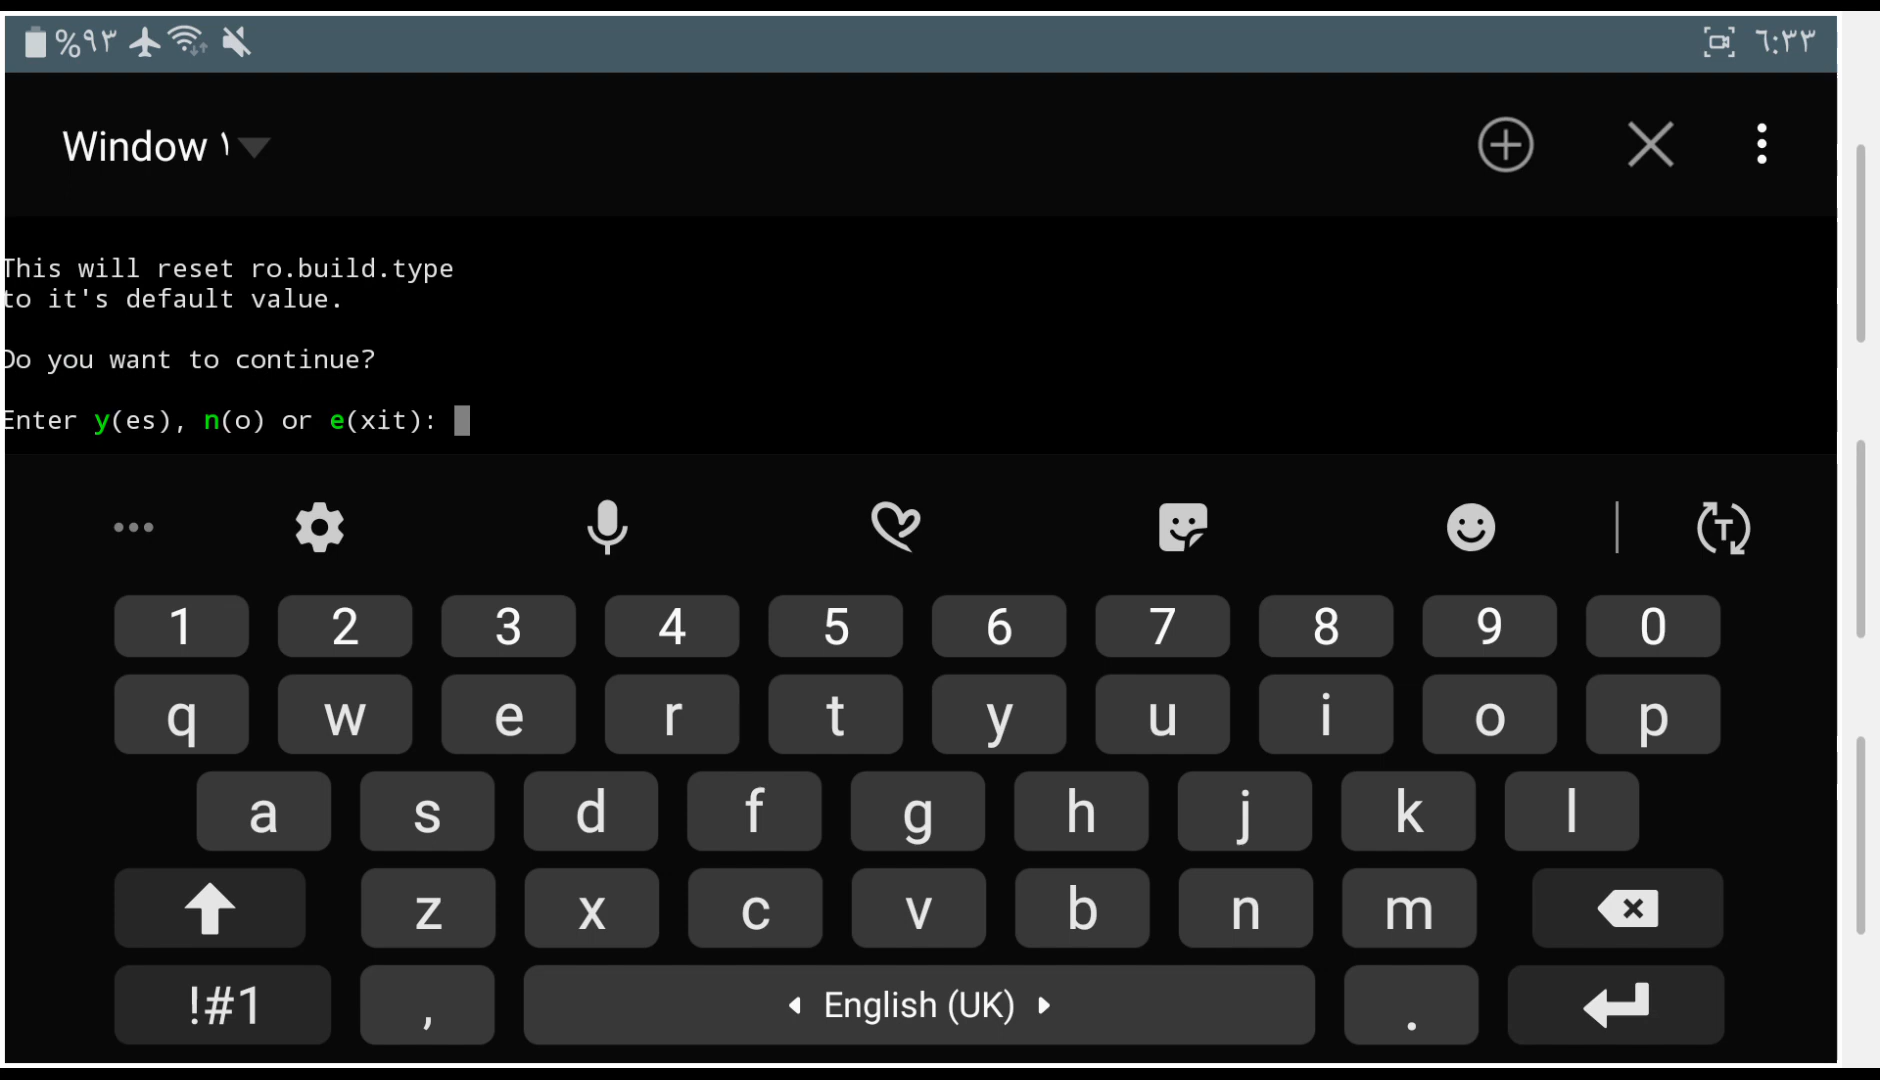 %٩٣
٦:٣٣
Window ١
This will reset ro.build.type
to it's default value.
Do you want to continue?
Enter y(es), n(o) or e(xit):
T
1 2 3 4 5 6 7 8 9 0
q w e r t y u i o p
a s d f g h j k l
z x c v b n m
!#1 , English (UK) .